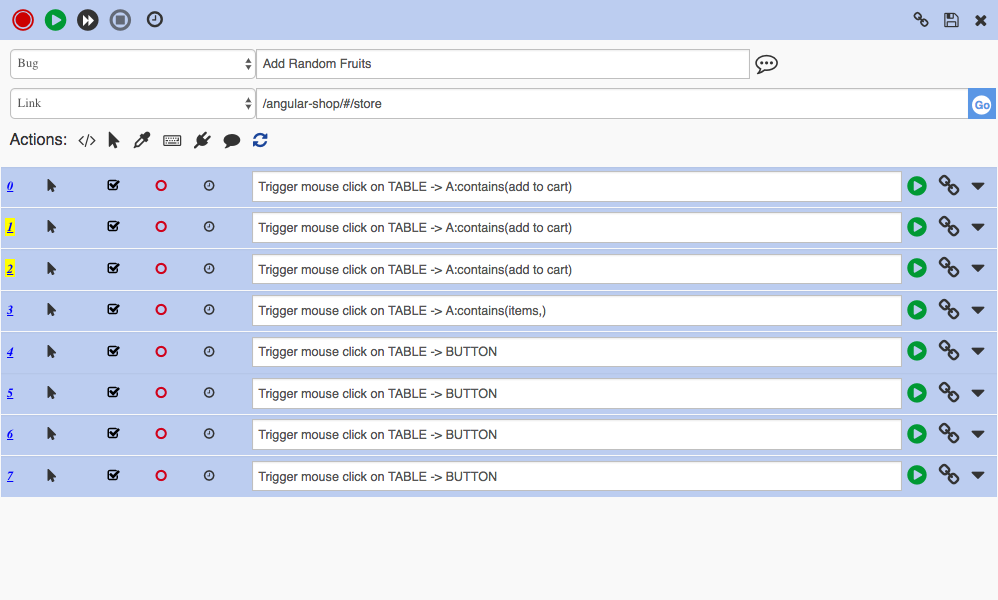 Bug Add Random Fruits
Link /angular-shop/#/store Go
Actions: </>
0 Trigger mouse click on TABLE -> A:contains(add to cart)
1 Trigger mouse click on TABLE -> A:contains(add to cart)
2 Trigger mouse click on TABLE -> A:contains(add to cart)
3 Trigger mouse click on TABLE -> A:contains(items,)
4 Trigger mouse click on TABLE -> BUTTON
5 Trigger mouse click on TABLE -> BUTTON
6 Trigger mouse click on TABLE -> BUTTON
7 Trigger mouse click on TABLE -> BUTTON